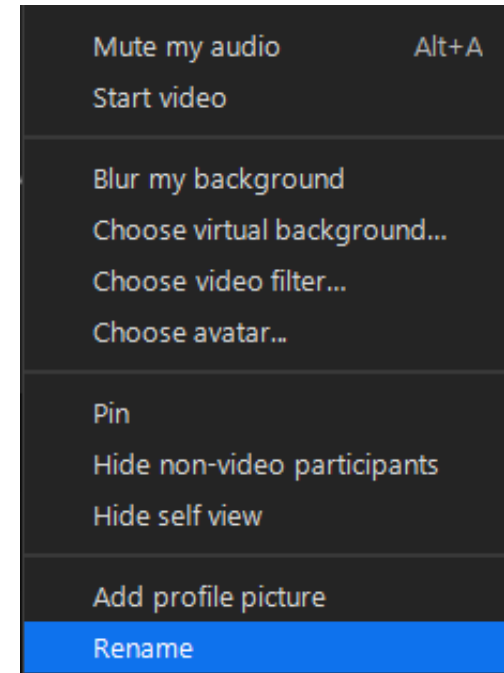 Mute my audio Alt+A
Start video
Blur my background
Choose virtual background...
Choose video filter...
Choose avatar...
Pin
Hide non-video participants
Hide self view
Add profile picture
Rename